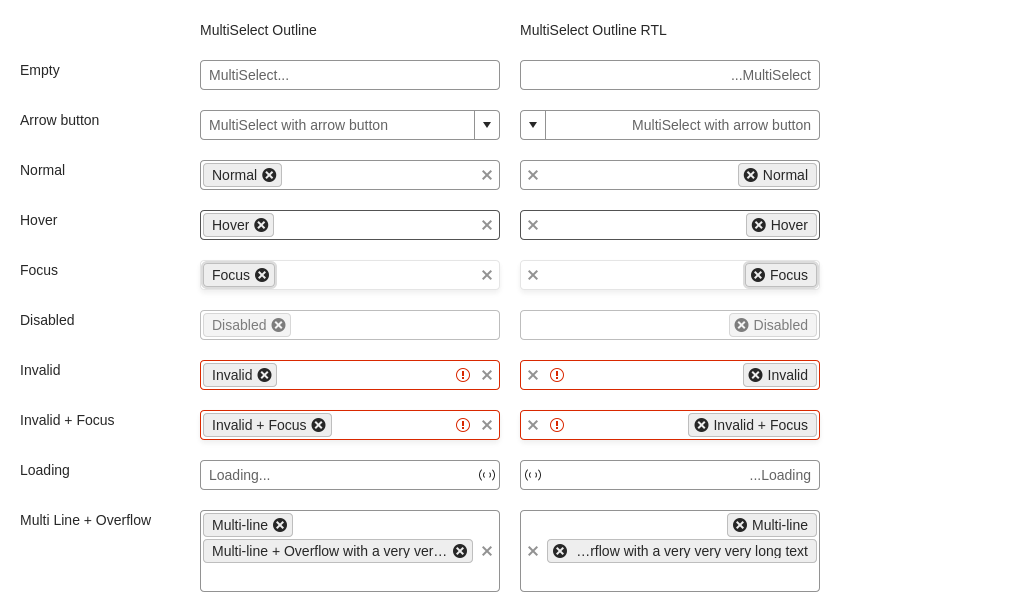 MultiSelect Outline MultiSelect Outline RTL
Empty MultiSelect... ...MultiSelect
Arrow button MultiSelect with arrow button MultiSelect with arrow button
Normal Normal Normal
Hover Hover Hover
Focus Focus Focus
Disabled Disabled Disabled
Invalid Invalid Invalid
Invalid + Focus Invalid + Focus Invalid + Focus
Loading Loading... ...Loading
Multi Line + Overflow Multi-line Multi-line
Multi-line + Overflow with a very ver... ...rflow with a very very very long text